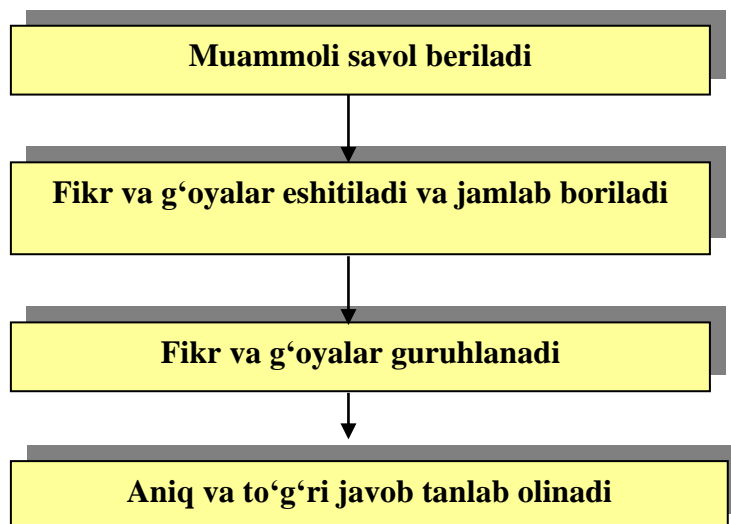 Muammoli savol beriladi
Fikr va g‘oyalar eshitiladi va jamlab boriladi
Fikr va g‘oyalar guruhlanadi
Aniq va to‘g‘ri javob tanlab olinadi